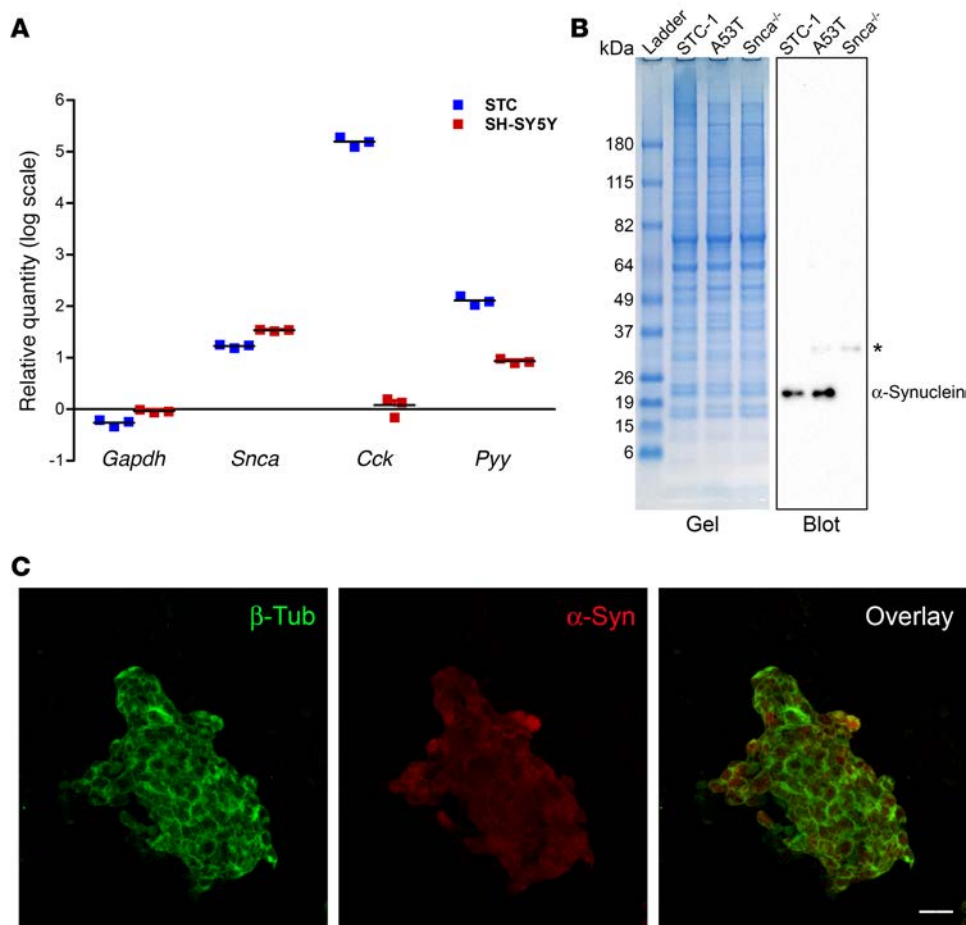 A
Relative quantity (log scale)
6
5
4
3
2
1
0
-1
STC
SH-SY5Y
Gapdh Snca Cck Pyy
B
kDa Ladder STC-1 A53T Snca-/- STC-1 A53T Snca-/-
180
115
82
64
49
37
26
19
15
6
*
α-Synuclein
Gel Blot
C
β-Tub α-Syn Overlay